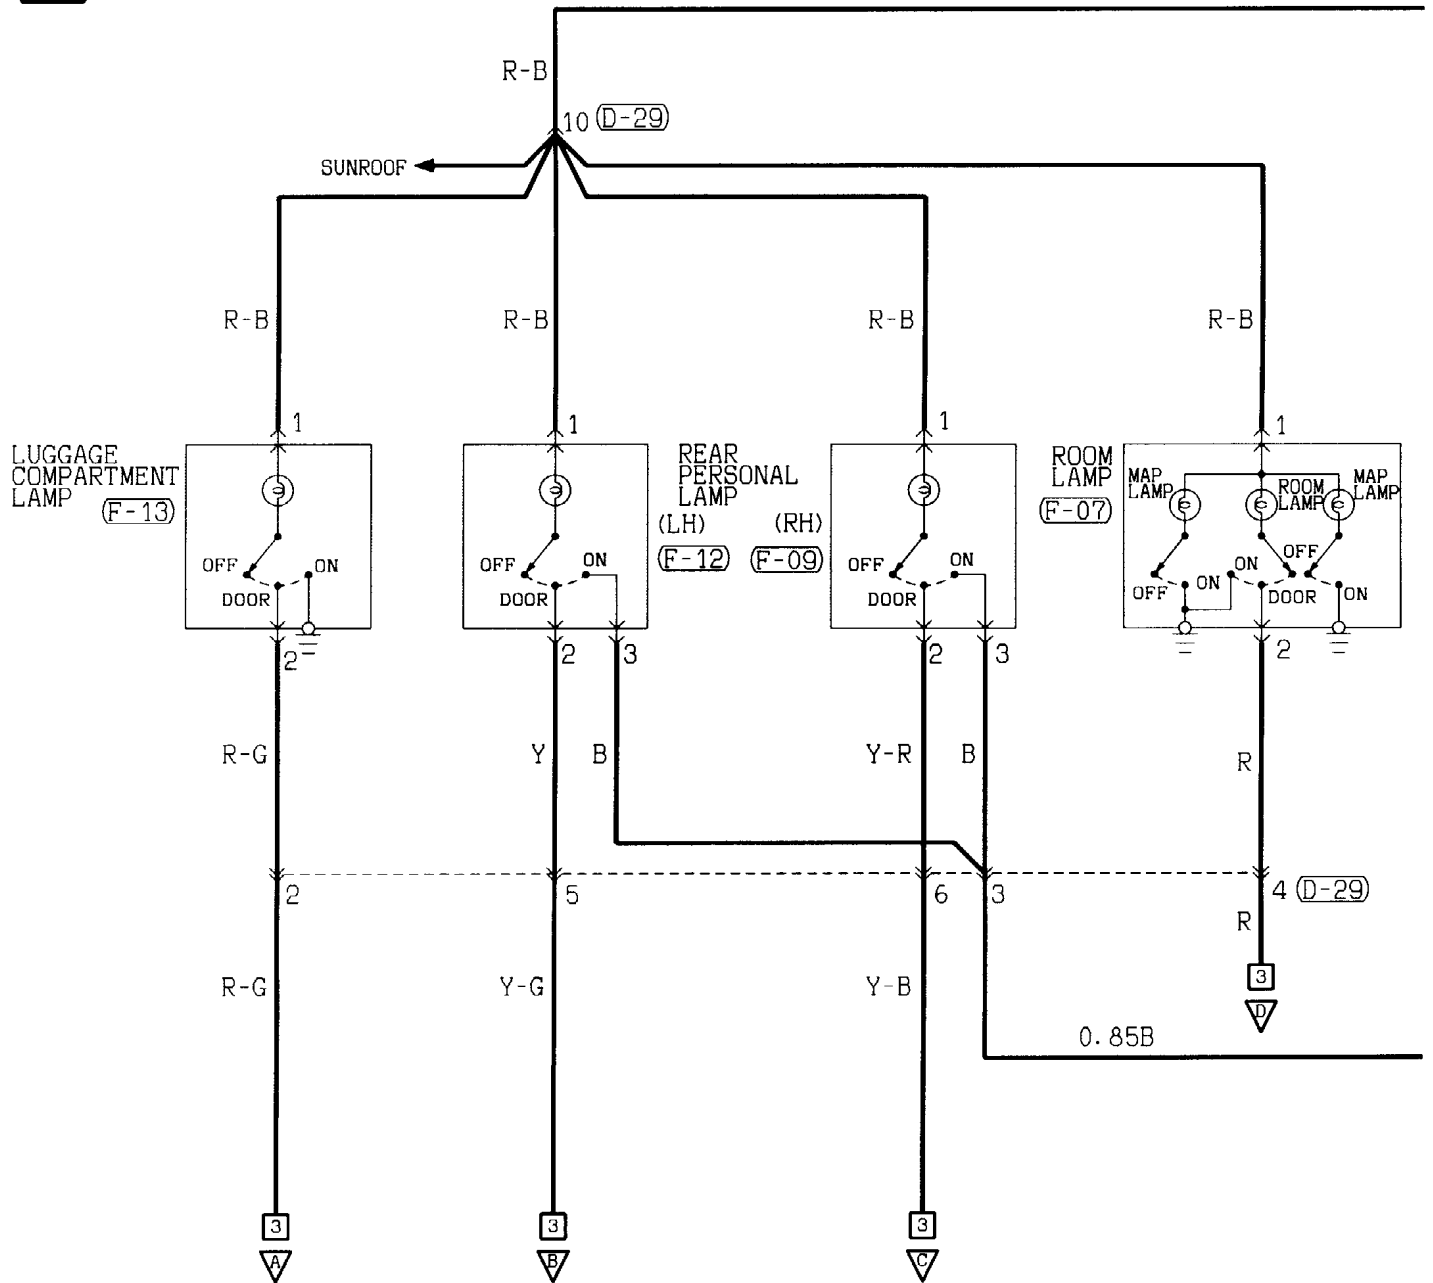 R-B
10 (D-29)
SUNROOF
R-B R-B R-B R-B
1 1 1 1
LUGGAGE
COMPARTMENT
LAMP
(F-13)
OFF
ON
DOOR
2
REAR
PERSONAL
LAMP
(LH) (RH)
(F-12) (F-09)
OFF
ON
DOOR
2 3
OFF
ON
DOOR
2 3
ROOM
LAMP
(F-07)
MAP
LAMP
ROOM
LAMP
MAP
LAMP
OFF
ON
ON
OFF
DOOR
ON
2
R-G Y B Y-R B R
2 5 6 3 4 (D-29)
R
R-G Y-G Y-B
3
D
0.85B
3 3 3
A B C